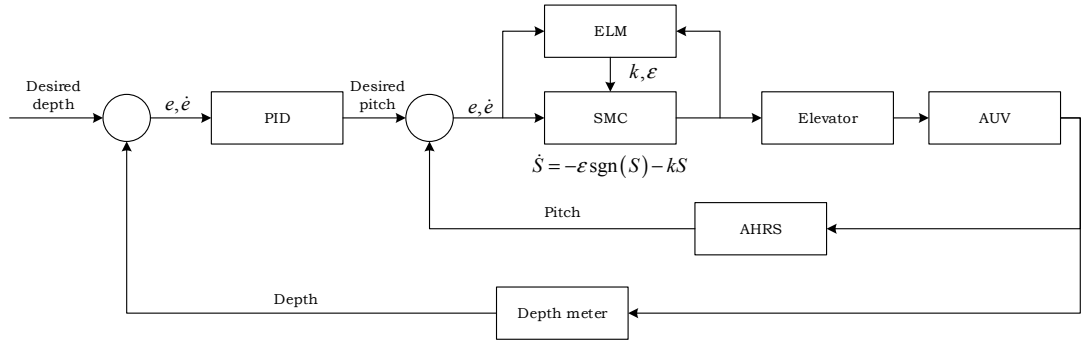 ELM
Desired
depth
e, ė
PID
Desired
pitch
e, ė
k, ε
SMC
Elevator
AUV
Ṡ = −ε sgn(S) − kS
Pitch
AHRS
Depth
Depth meter